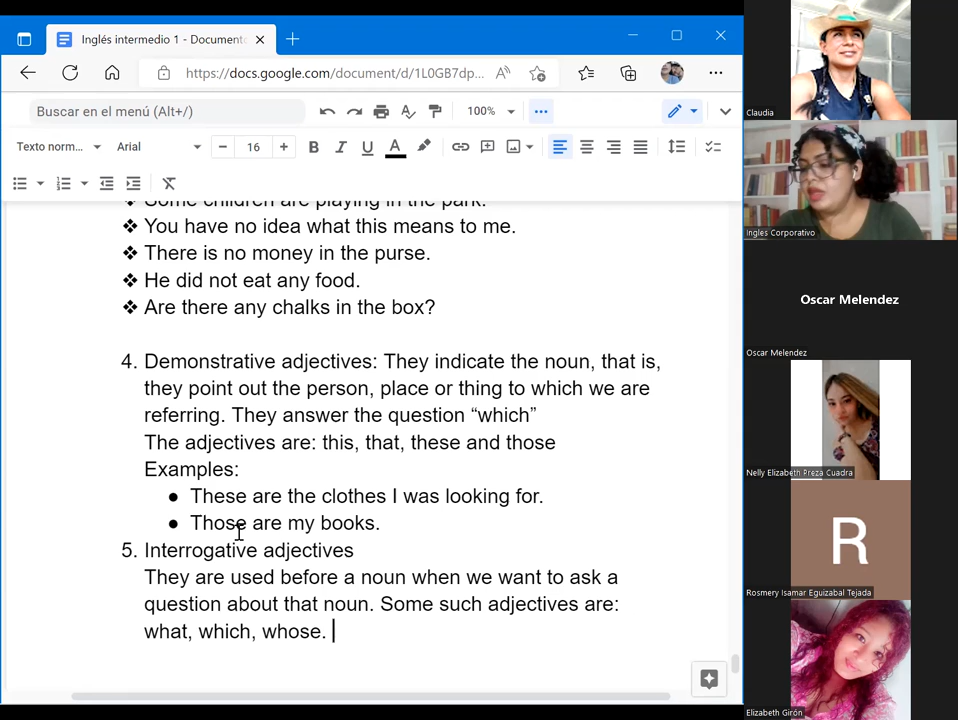 Inglés intermedio 1 - Documento
https://docs.google.com/document/d/1L0GB7dp...
Buscar en el menú (Alt+/)
100%
Texto norm...
Arial
16
Some children are playing in the park.
❖ You have no idea what this means to me.
❖ There is no money in the purse.
❖ He did not eat any food.
❖ Are there any chalks in the box?
4. Demonstrative adjectives: They indicate the noun, that is,
they point out the person, place or thing to which we are
referring. They answer the question “which”
The adjectives are: this, that, these and those
Examples:
● These are the clothes I was looking for.
● Those are my books.
5. Interrogative adjectives
They are used before a noun when we want to ask a
question about that noun. Some such adjectives are:
what, which, whose.
Claudia
Ingles Corporativo
Oscar Melendez
Oscar Melendez
Nelly Elizabeth Preza Cuadra
R
Rosmery Isamar Eguizabal Tejada
Elizabeth Girón